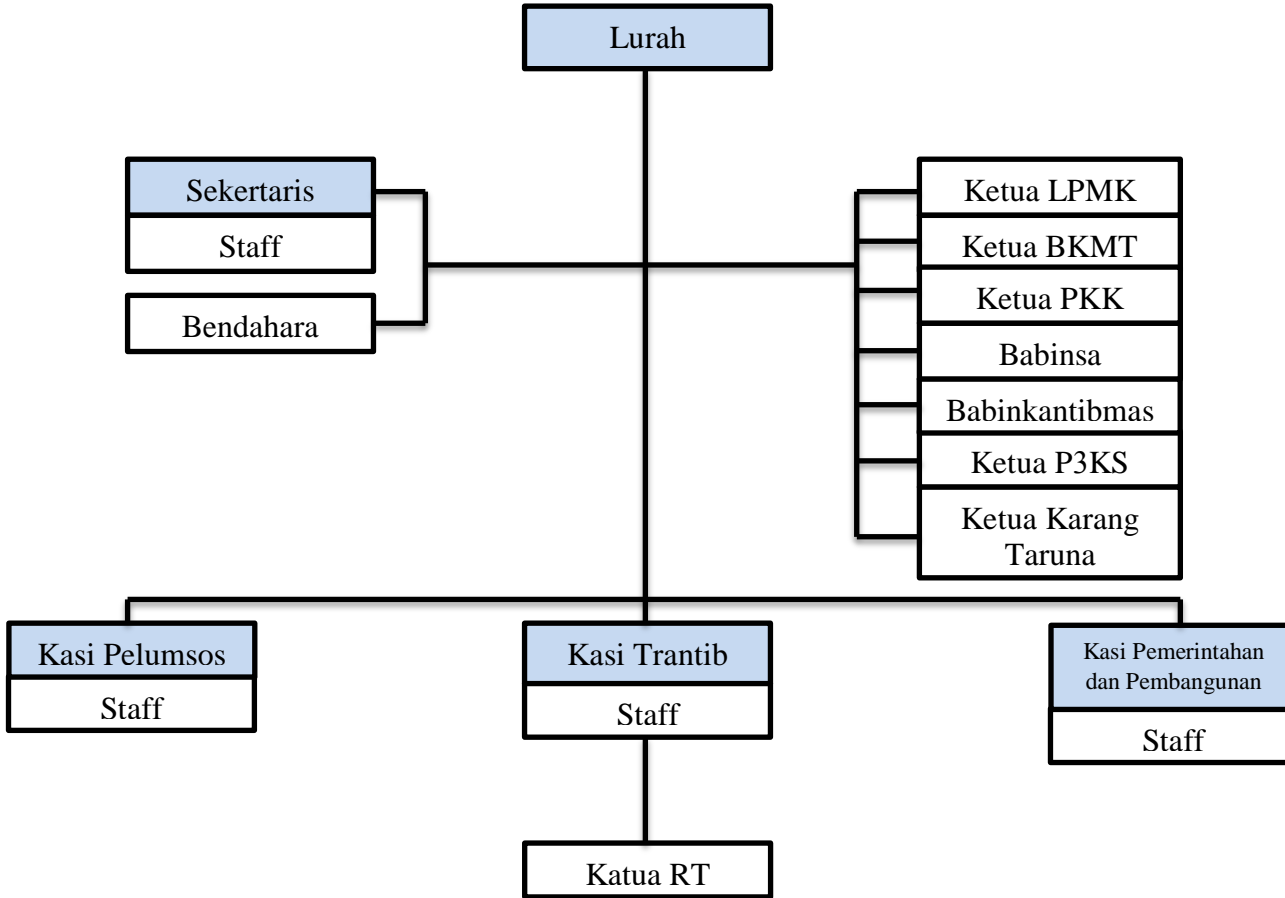 Lurah
Sekertaris
Staff
Bendahara
Ketua LPMK
Ketua BKMT
Ketua PKK
Babinsa
Babinkantibmas
Ketua P3KS
Ketua Karang
Taruna
Kasi Pelumsos
Staff
Kasi Trantib
Staff
Kasi Pemerintahan
dan Pembangunan
Staff
Katua RT